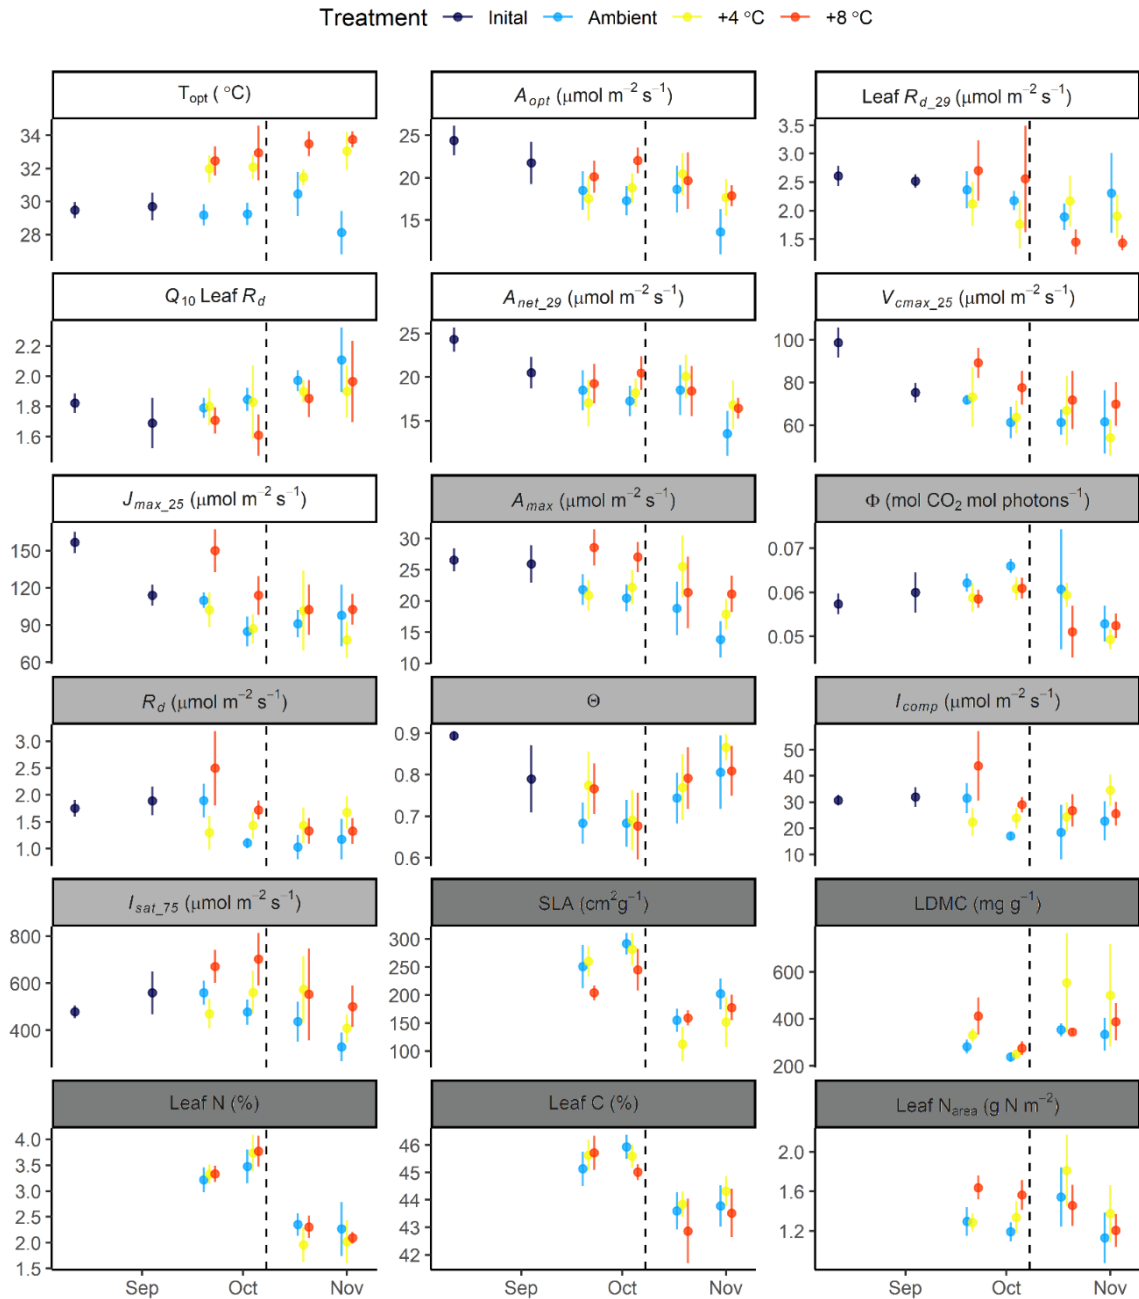 Treatment Inital Ambient +4 °C +8 °C
T_opt ( °C) A_opt (μmol m⁻² s⁻¹) Leaf R_d_29 (μmol m⁻² s⁻¹)
34 25 3.5
32 20 3.0
30 15 2.5
28 2.0
1.5
Q₁₀ Leaf R_d A_net_29 (μmol m⁻² s⁻¹) V_cmax_25 (μmol m⁻² s⁻¹)
2.2 25 100
2.0 20 80
1.8 15 60
1.6
J_max_25 (μmol m⁻² s⁻¹) A_max (μmol m⁻² s⁻¹) Φ (mol CO₂ mol photons⁻¹)
150 30 0.07
120 25 0.06
90 20 0.05
60 15
10
R_d (μmol m⁻² s⁻¹) Θ I_comp (μmol m⁻² s⁻¹)
3.0 0.9 50
2.5 0.8 40
2.0 0.7 30
1.5 0.6 20
1.0 10
I_sat_75 (μmol m⁻² s⁻¹) SLA (cm²g⁻¹) LDMC (mg g⁻¹)
800 300 600
600 250 400
400 200 200
150
100
Leaf N (%) Leaf C (%) Leaf N_area (g N m⁻²)
4.0 46 2.0
3.5 45 1.6
3.0 44 1.2
2.5 43
2.0 42
1.5
Sep Oct Nov Sep Oct Nov Sep Oct Nov